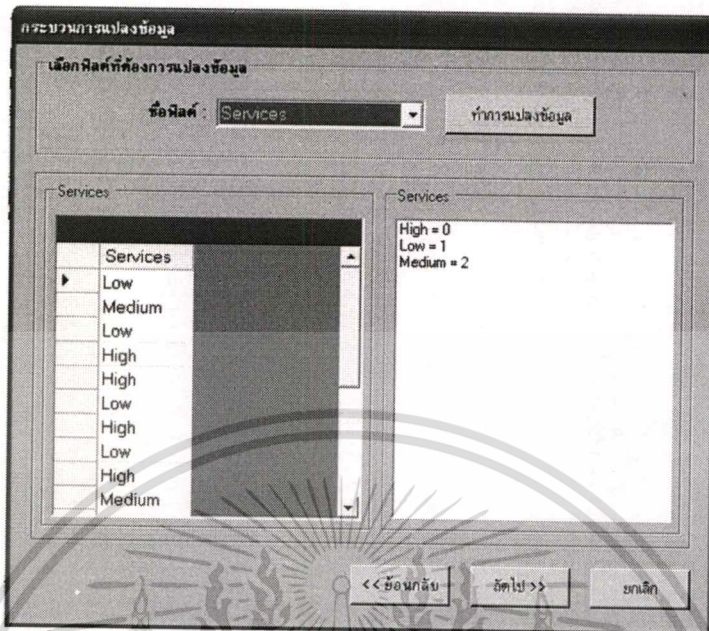 กระบวนการแปลงข้อมูล
เลือกฟิลด์ที่ต้องการแปลงข้อมูล
ชื่อฟิลด์ : Services
ทำการแปลงข้อมูล
Services
Services
Low
Medium
Low
High
High
Low
High
Low
High
Medium
Services
High = 0
Low = 1
Medium = 2
<< ย้อนกลับ
ถัดไป >>
ยกเลิก